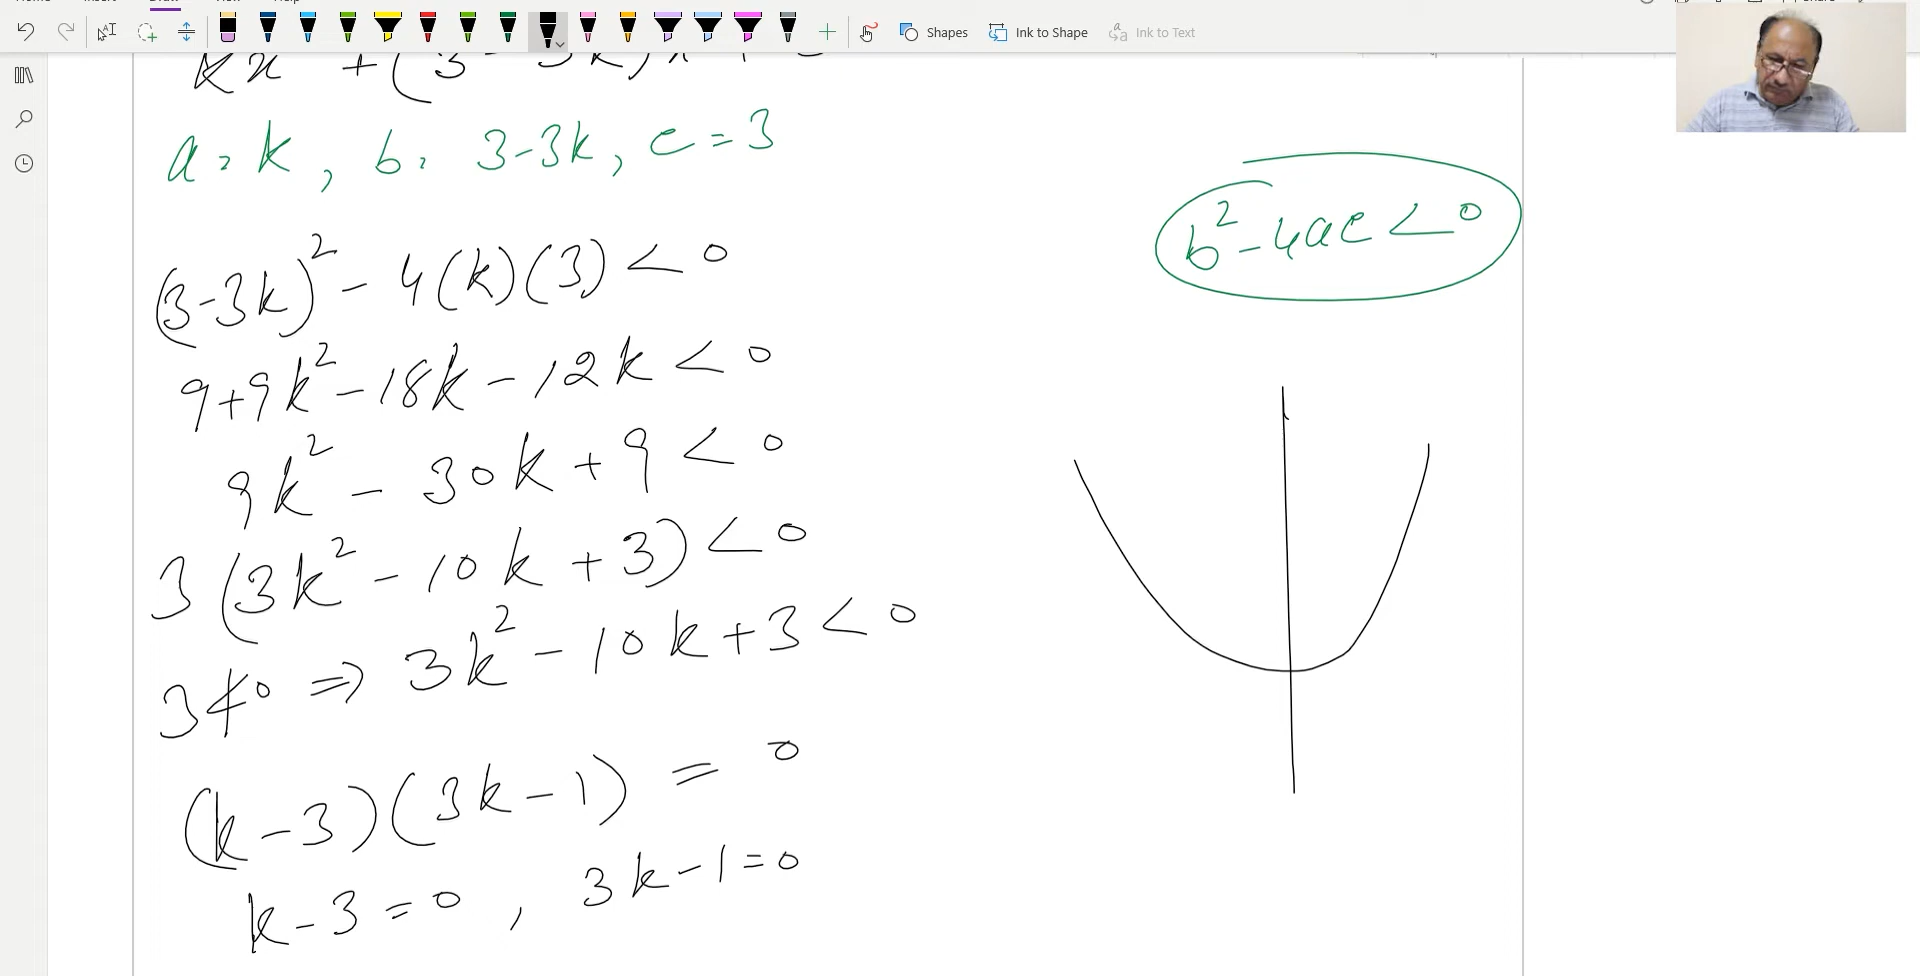 Shapes
Ink to Shape
Ink to Text
a = k, b = 3-3k, c = 3
b² - 4ac < 0
(3-3k)² - 4(k)(3) < 0
9+9k² - 18k - 12k < 0
9k² - 30k + 9 < 0
3(3k² - 10k + 3) < 0
3 ≮ 0 ⇒ 3k² - 10k + 3 < 0
(k-3)(3k-1) = 0
k-3 = 0 , 3k-1 = 0